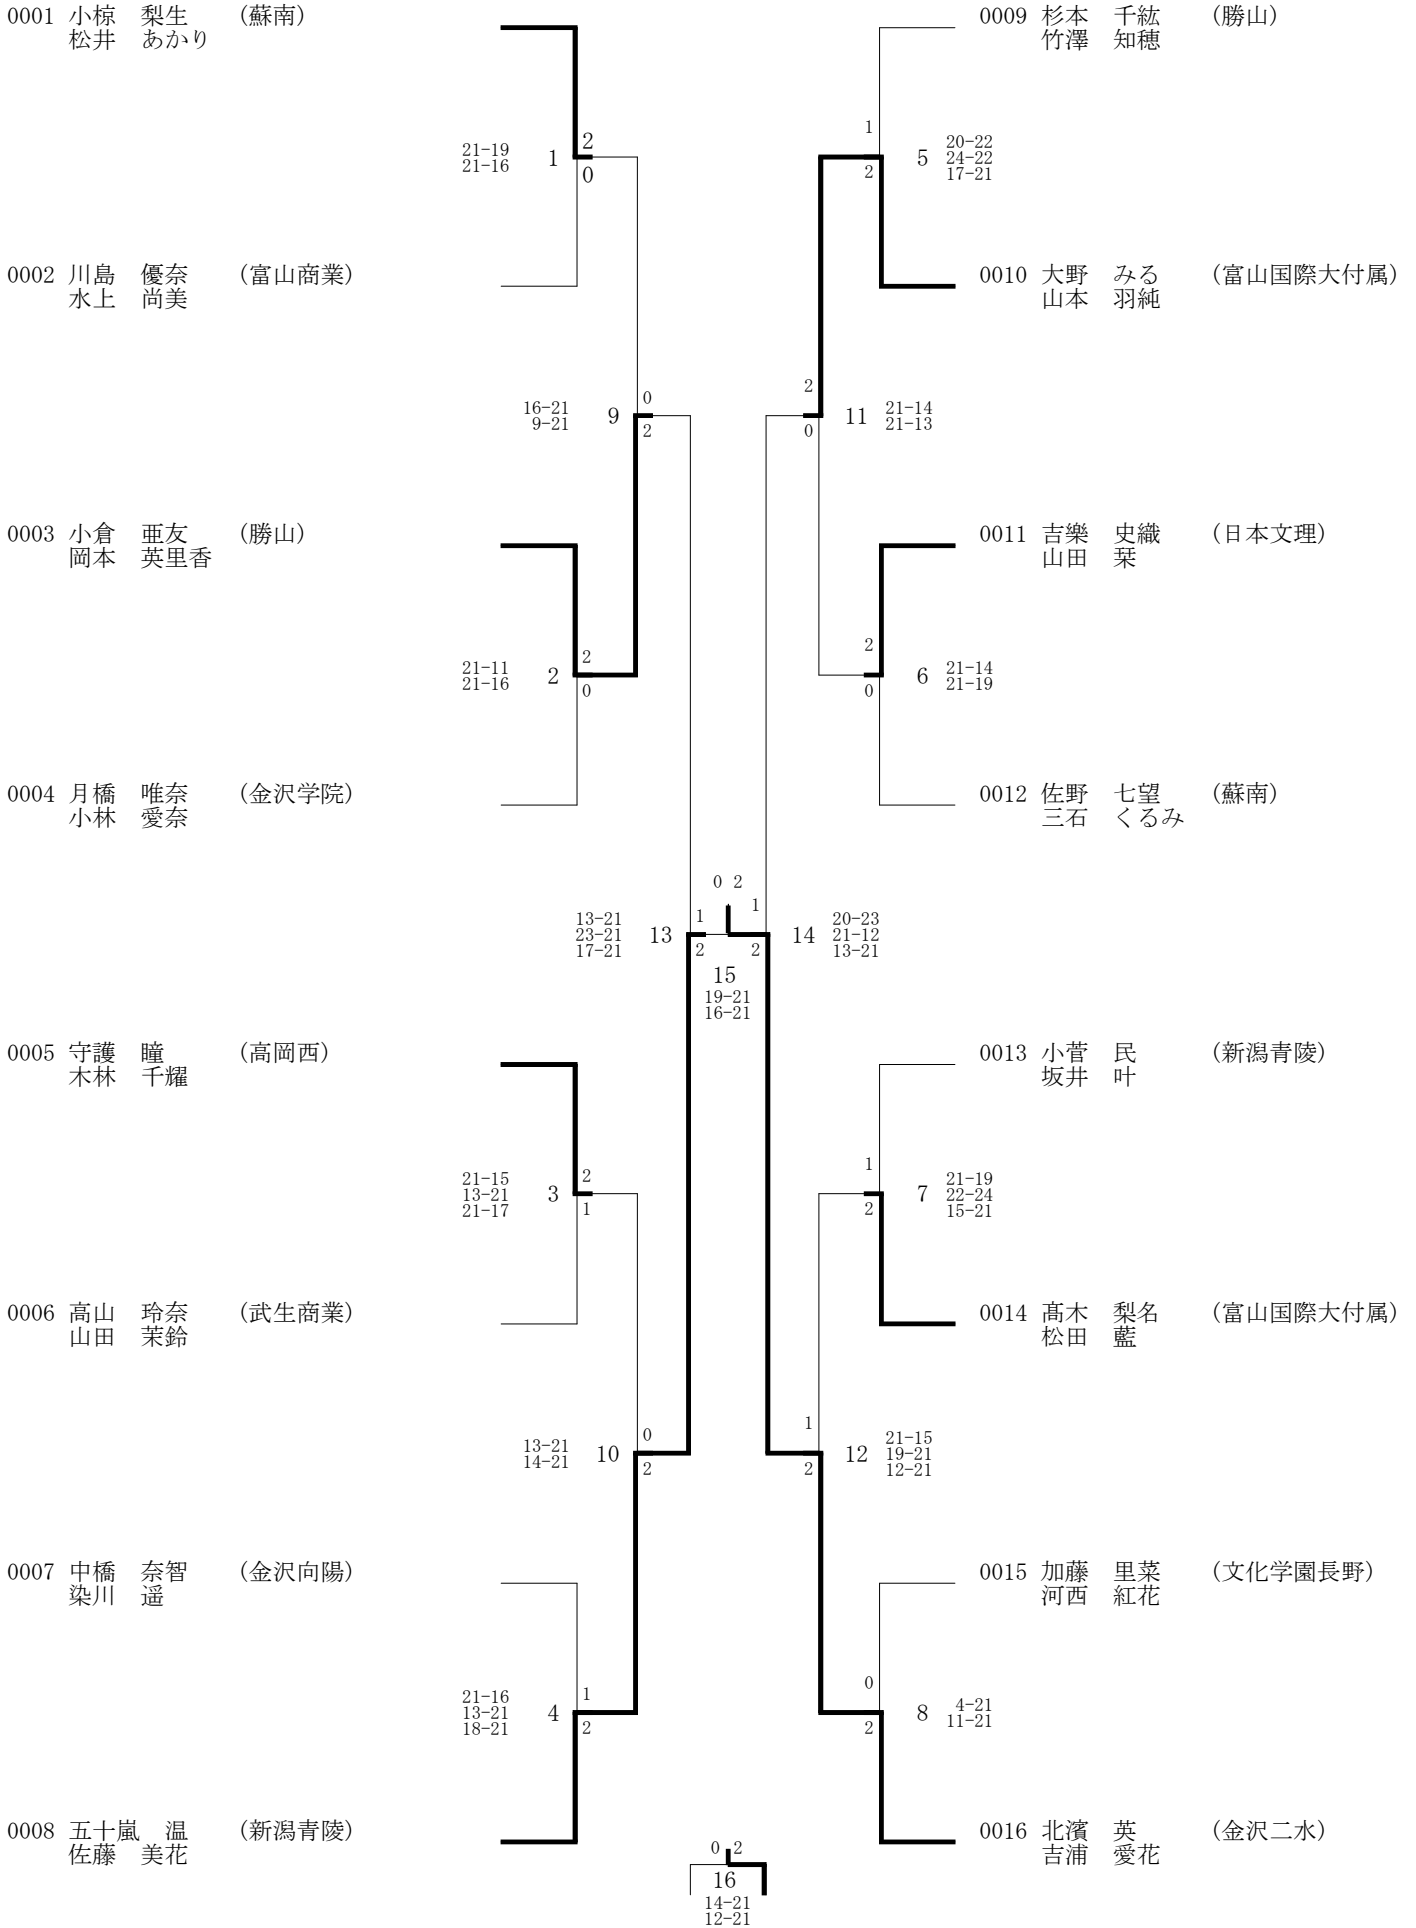 0001 小椋　梨生　(蘇南)
松井　あかり
21-19
21-16
1
2
0
0002 川島　優奈　(富山商業)
水上　尚美
16-21
9-21
9
0
2
0003 小倉　亜友　(勝山)
岡本　英里香
21-11
21-16
2
2
0
0004 月橋　唯奈　(金沢学院)
小林　愛奈
13-21
23-21
17-21
13
1
2
0005 守護　瞳　(高岡西)
木林　千耀
21-15
13-21
21-17
3
2
1
0006 高山　玲奈　(武生商業)
山田　茉鈴
13-21
14-21
10
0
2
0007 中橋　奈智　(金沢向陽)
染川　遥
21-16
13-21
18-21
4
1
2
0008 五十嵐　温　(新潟青陵)
佐藤　美花
0 2
15
19-21
16-21
0 2
16
14-21
12-21
0009 杉本　千紘　(勝山)
竹澤　知穂
1
2
5
20-22
24-22
17-21
0010 大野　みる　(富山国際大付属)
山本　羽純
2
0
11
21-14
21-13
0011 吉樂　史織　(日本文理)
山田　栞
2
0
6
21-14
21-19
0012 佐野　七望　(蘇南)
三石　くるみ
1
2
14
20-23
21-12
13-21
0013 小菅　民　(新潟青陵)
坂井　叶
1
2
7
21-19
22-24
15-21
0014 髙木　梨名　(富山国際大付属)
松田　藍
1
2
12
21-15
19-21
12-21
0015 加藤　里菜　(文化学園長野)
河西　紅花
0
2
8
4-21
11-21
0016 北濱　英　(金沢二水)
吉浦　愛花